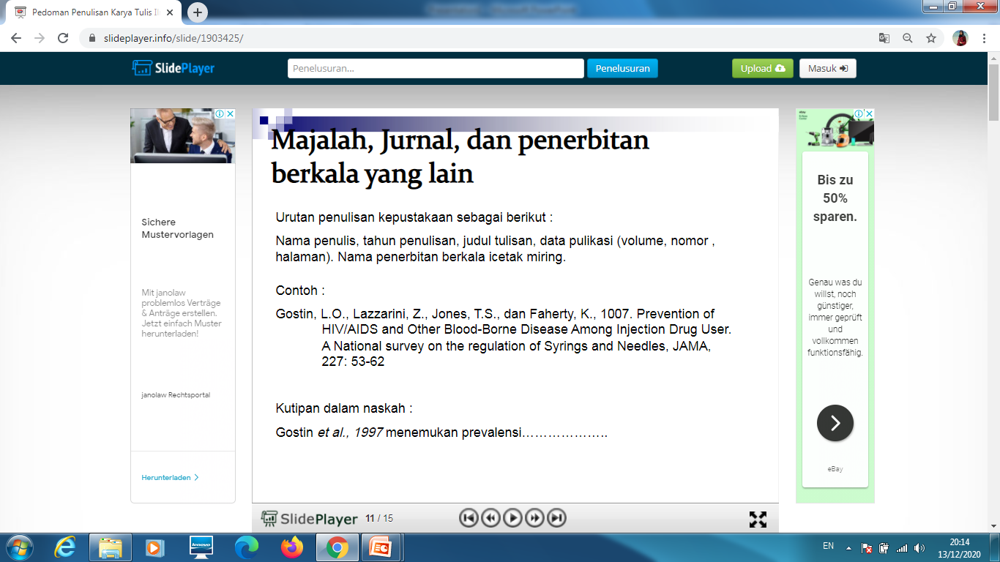 Pedoman Penulisan Karya Tulis Il
slideplayer.info/slide/1903425/
SlidePlayer
Penelusuran...
Penelusuran
Upload
Masuk
Sichere
Mustervorlagen
Mit janolaw
problemlos Verträge
& Anträge erstellen.
Jetzt einfach Muster
herunterladen!
janolaw Rechtsportal
Herunterladen
Majalah, Jurnal, dan penerbitan
berkala yang lain
Urutan penulisan kepustakaan sebagai berikut :
Nama penulis, tahun penulisan, judul tulisan, data pulikasi (volume, nomor ,
halaman). Nama penerbitan berkala icetak miring.
Contoh :
Gostin, L.O., Lazzarini, Z., Jones, T.S., dan Faherty, K., 1007. Prevention of
HIV/AIDS and Other Blood-Borne Disease Among Injection Drug User.
A National survey on the regulation of Syrings and Needles, JAMA,
227: 53-62
Kutipan dalam naskah :
Gostin et al., 1997 menemukan prevalensi………………..
SlidePlayer 11 / 15
Bis zu
50%
sparen.
Genau was du
willst, noch
günstiger,
immer geprüft
und
vollkommen
funktionsfähig.
eBay
lenovo
EN
20:14
13/12/2020